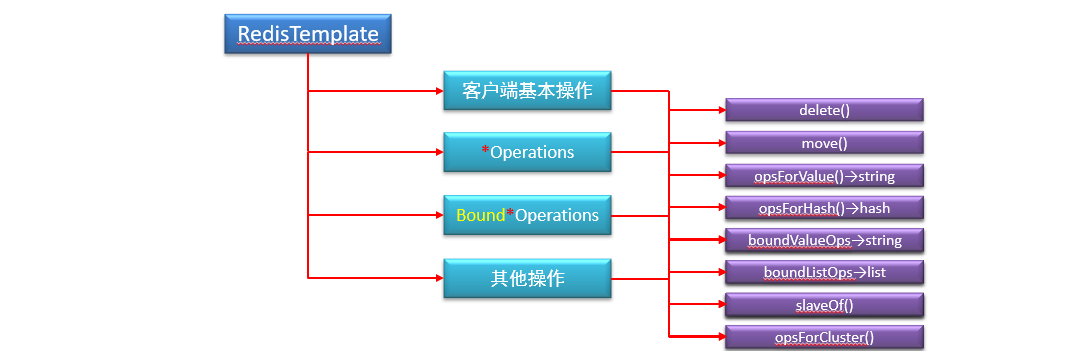 RedisTemplate
客户端基本操作
*Operations
Bound*Operations
其他操作
delete()
move()
opsForValue()→string
opsForHash()→hash
boundValueOps→string
boundListOps→list
slaveOf()
opsForCluster()